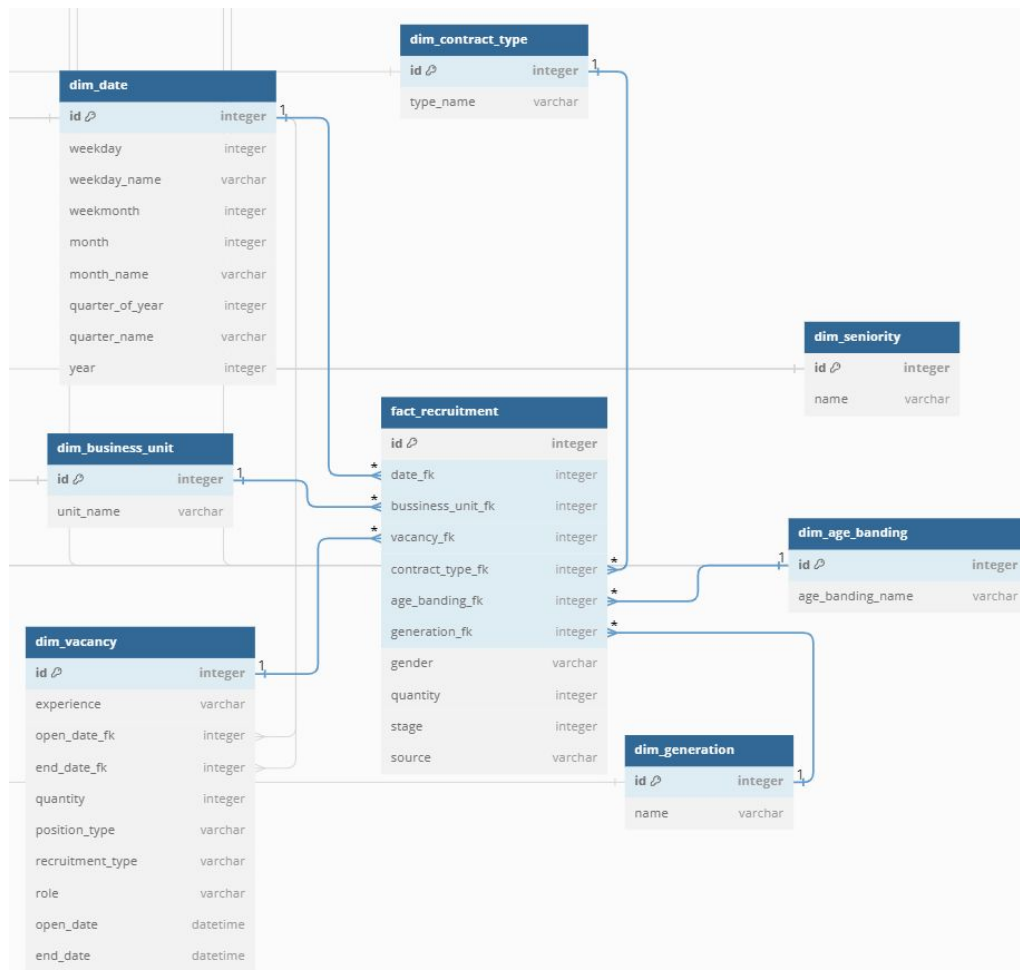 dim_contract_type
id integer 1
type_name varchar
dim_date
id integer 1
weekday integer
weekday_name varchar
weekmonth integer
month integer
month_name varchar
quarter_of_year integer
quarter_name varchar
year integer
dim_seniority
id integer
name varchar
fact_recruitment
id integer
* date_fk integer
* bussiness_unit_fk integer
* vacancy_fk integer
contract_type_fk integer *
age_banding_fk integer *
generation_fk integer *
gender varchar
quantity integer
stage integer
source varchar
dim_business_unit
id integer 1
unit_name varchar
dim_age_banding
1 id integer
age_banding_name varchar
dim_vacancy
id integer 1
experience varchar
open_date_fk integer
end_date_fk integer
quantity integer
position_type varchar
recruitment_type varchar
role varchar
open_date datetime
end_date datetime
dim_generation
id integer 1
name varchar